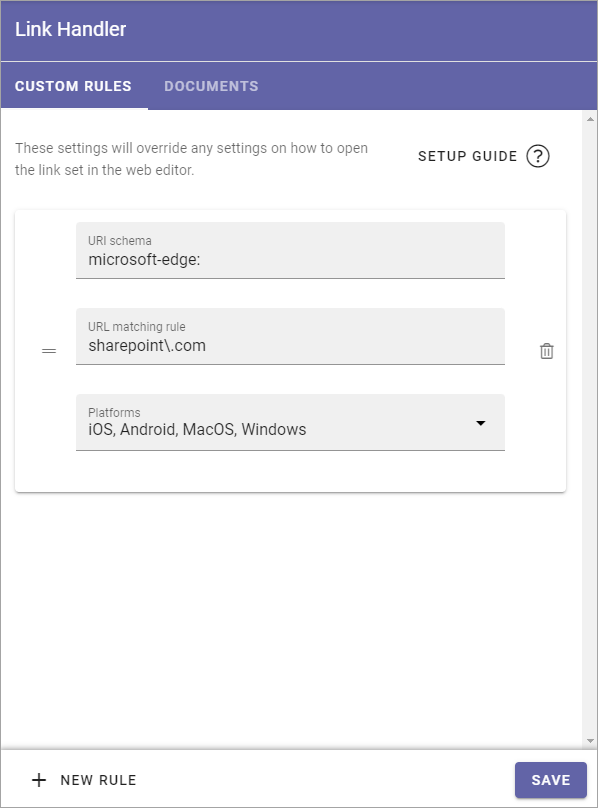 Link Handler
CUSTOM RULES DOCUMENTS
These settings will override any settings on how to open
the link set in the web editor.
SETUP GUIDE ?
URI schema
microsoft-edge:
URL matching rule
sharepoint\.com
Platforms
iOS, Android, MacOS, Windows
+ NEW RULE SAVE